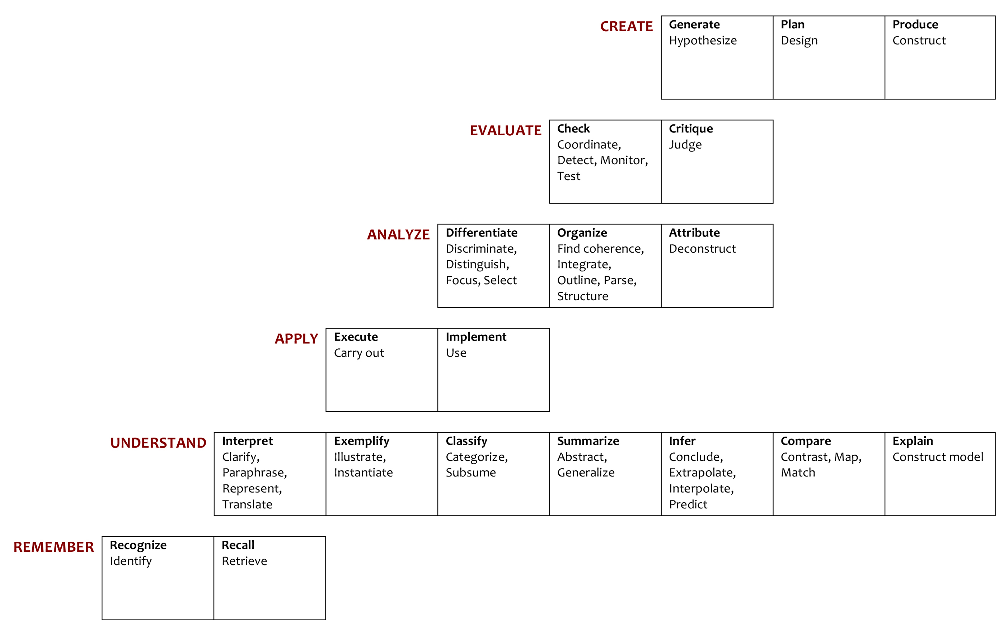 CREATE
Generate
Hypothesize
Plan
Design
Produce
Construct
EVALUATE
Check
Coordinate,
Detect, Monitor,
Test
Critique
Judge
ANALYZE
Differentiate
Discriminate,
Distinguish,
Focus, Select
Organize
Find coherence,
Integrate,
Outline, Parse,
Structure
Attribute
Deconstruct
APPLY
Execute
Carry out
Implement
Use
UNDERSTAND
Interpret
Clarify,
Paraphrase,
Represent,
Translate
Exemplify
Illustrate,
Instantiate
Classify
Categorize,
Subsume
Summarize
Abstract,
Generalize
Infer
Conclude,
Extrapolate,
Interpolate,
Predict
Compare
Contrast, Map,
Match
Explain
Construct model
REMEMBER
Recognize
Identify
Recall
Retrieve